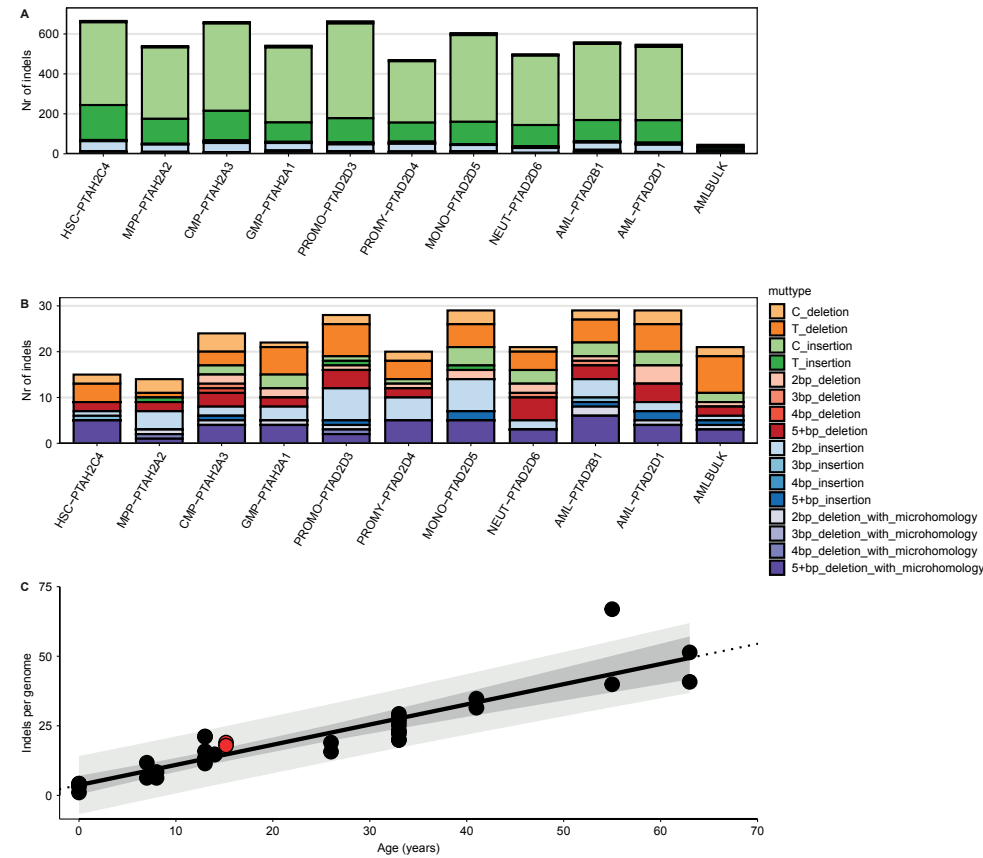 A
Nr of indels
600
400
200
0
HSC−PTAH2C4
MPP−PTAH2A2
CMP−PTAH2A3
GMP−PTAH2A1
PROMO−PTAD2D3
PROMY−PTAD2D4
MONO−PTAD2D5
NEUT−PTAD2D6
AML−PTAD2B1
AML−PTAD2D1
AMLBULK
B
Nr of indels
30
20
10
0
HSC−PTAH2C4
MPP−PTAH2A2
CMP−PTAH2A3
GMP−PTAH2A1
PROMO−PTAD2D3
PROMY−PTAD2D4
MONO−PTAD2D5
NEUT−PTAD2D6
AML−PTAD2B1
AML−PTAD2D1
AMLBULK
muttype
C_deletion
T_deletion
C_insertion
T_insertion
2bp_deletion
3bp_deletion
4bp_deletion
5+bp_deletion
2bp_insertion
3bp_insertion
4bp_insertion
5+bp_insertion
2bp_deletion_with_microhomology
3bp_deletion_with_microhomology
4bp_deletion_with_microhomology
5+bp_deletion_with_microhomology
C
Indels per genome
75
50
25
0
0 10 20 30 40 50 60 70
Age (years)